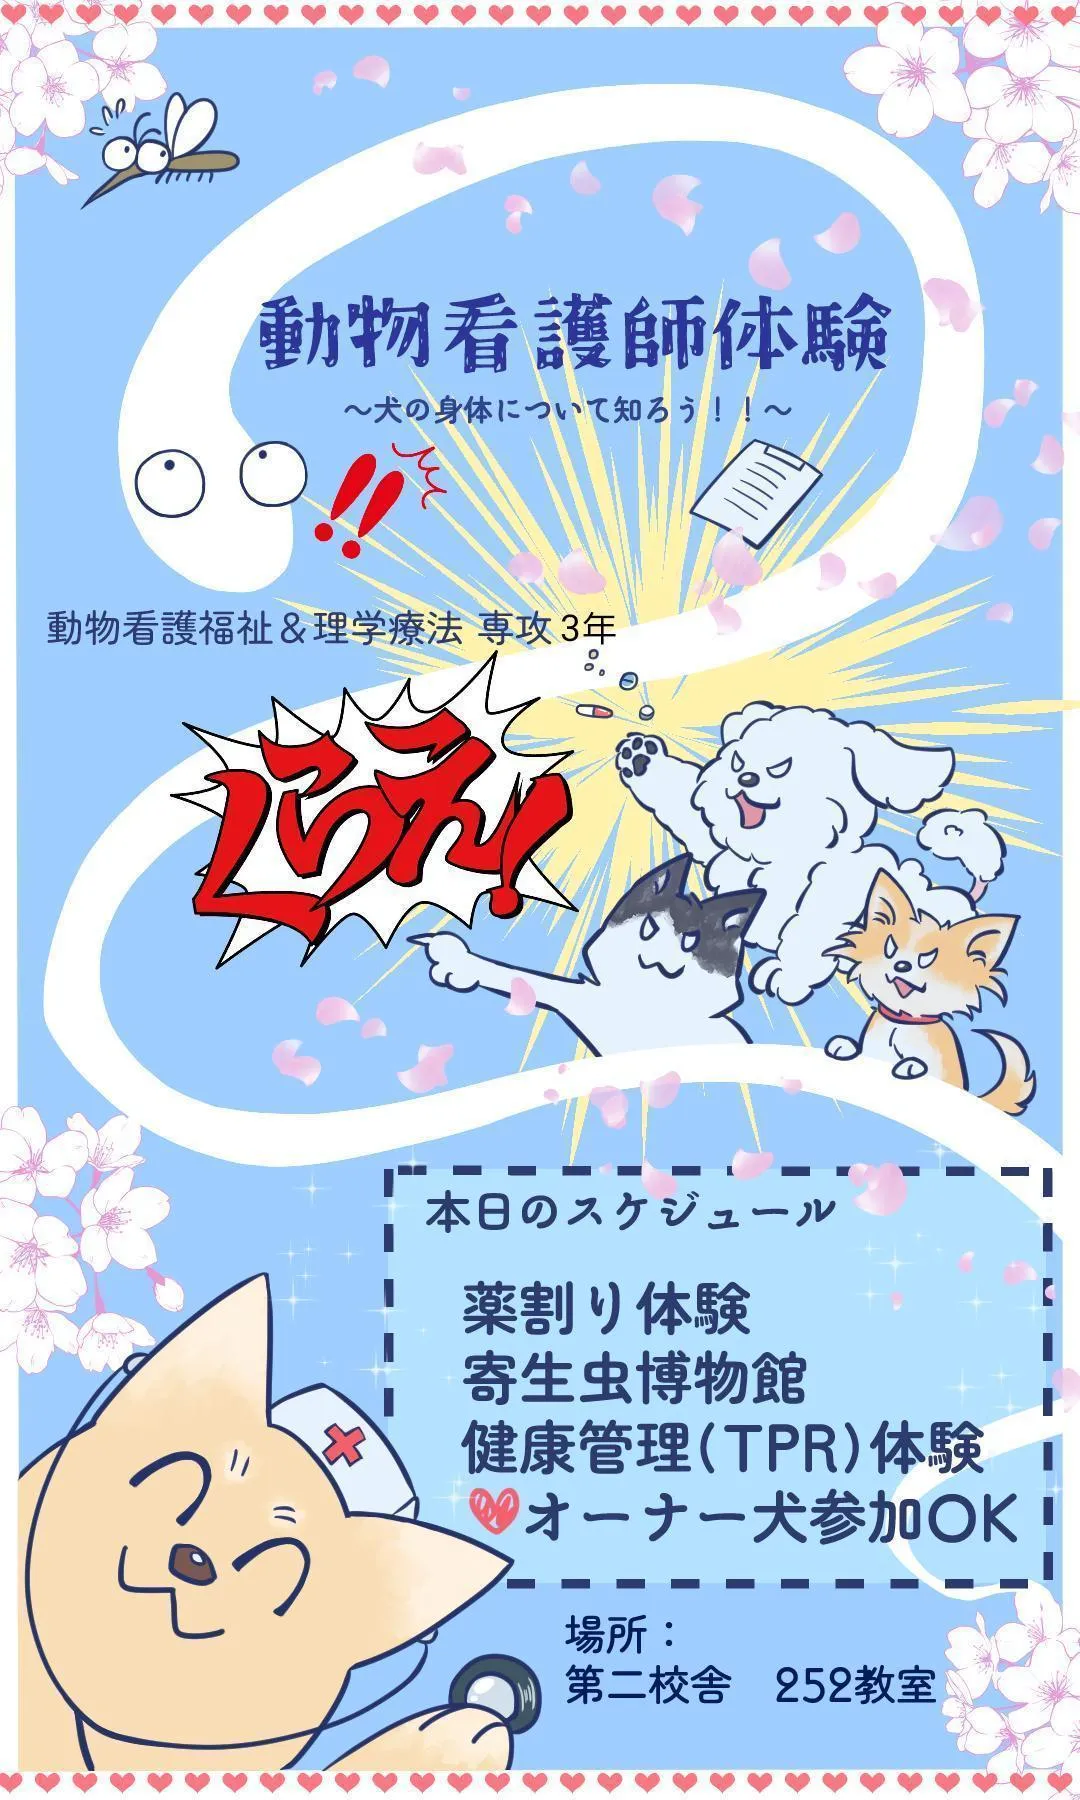 動物看護師体験
～犬の身体について知ろう！！～
!!
動物看護福祉＆理学療法 専攻 3年
くらえ!
本日のスケジュール
薬割り体験
寄生虫博物館
健康管理(TPR)体験
オーナー犬参加OK
場所：
第二校舎　252教室